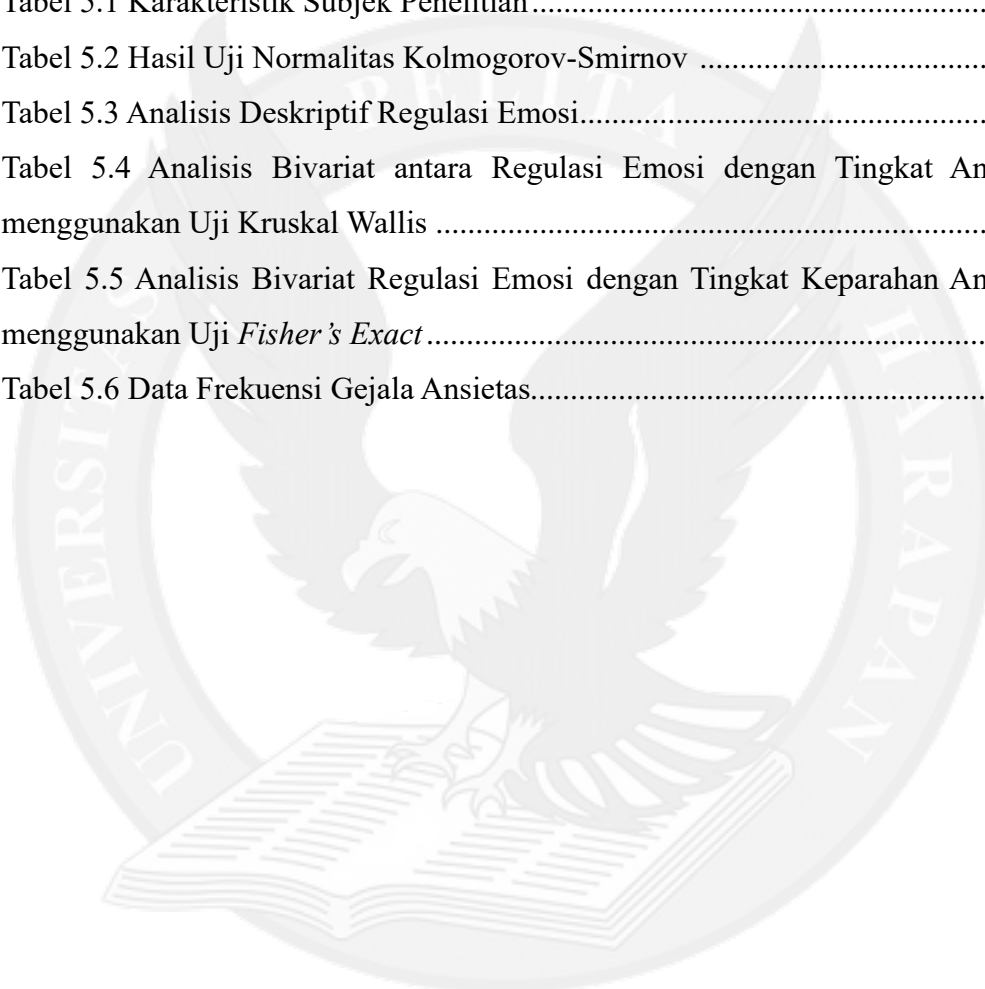 Tabel 5.1 Karakteristik Subjek Penelitian..........................................................
Tabel 5.2 Hasil Uji Normalitas Kolmogorov-Smirnov ....................................
Tabel 5.3 Analisis Deskriptif Regulasi Emosi....................................................
Tabel 5.4 Analisis Bivariat antara Regulasi Emosi dengan Tingkat An
menggunakan Uji Kruskal Wallis .....................................................................
Tabel 5.5 Analisis Bivariat Regulasi Emosi dengan Tingkat Keparahan An
menggunakan Uji Fisher's Exact.......................................................................
Tabel 5.6 Data Frekuensi Gejala Ansietas.........................................................
UNIVERSITAS PELITA HARAPAN